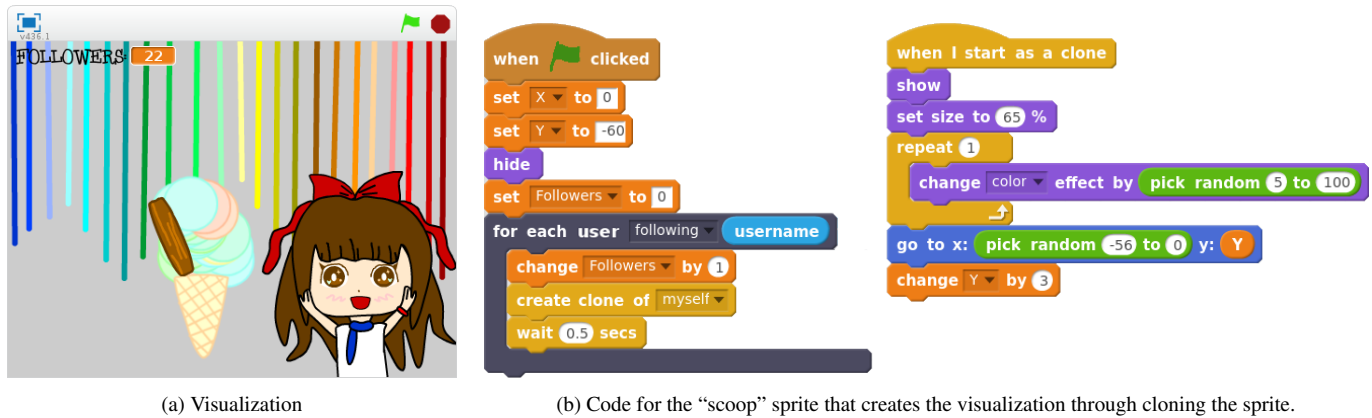 v436.1
FOLLOWERS: 22
when clicked
set X to 0
set Y to -60
hide
set Followers to 0
for each user following username
change Followers by 1
create clone of myself
wait 0.5 secs
when I start as a clone
show
set size to 65 %
repeat 1
change color effect by pick random 5 to 100
go to x: pick random -56 to 0 y: Y
change Y by 3
(a) Visualization
(b) Code for the “scoop” sprite that creates the visualization through cloning the sprite.